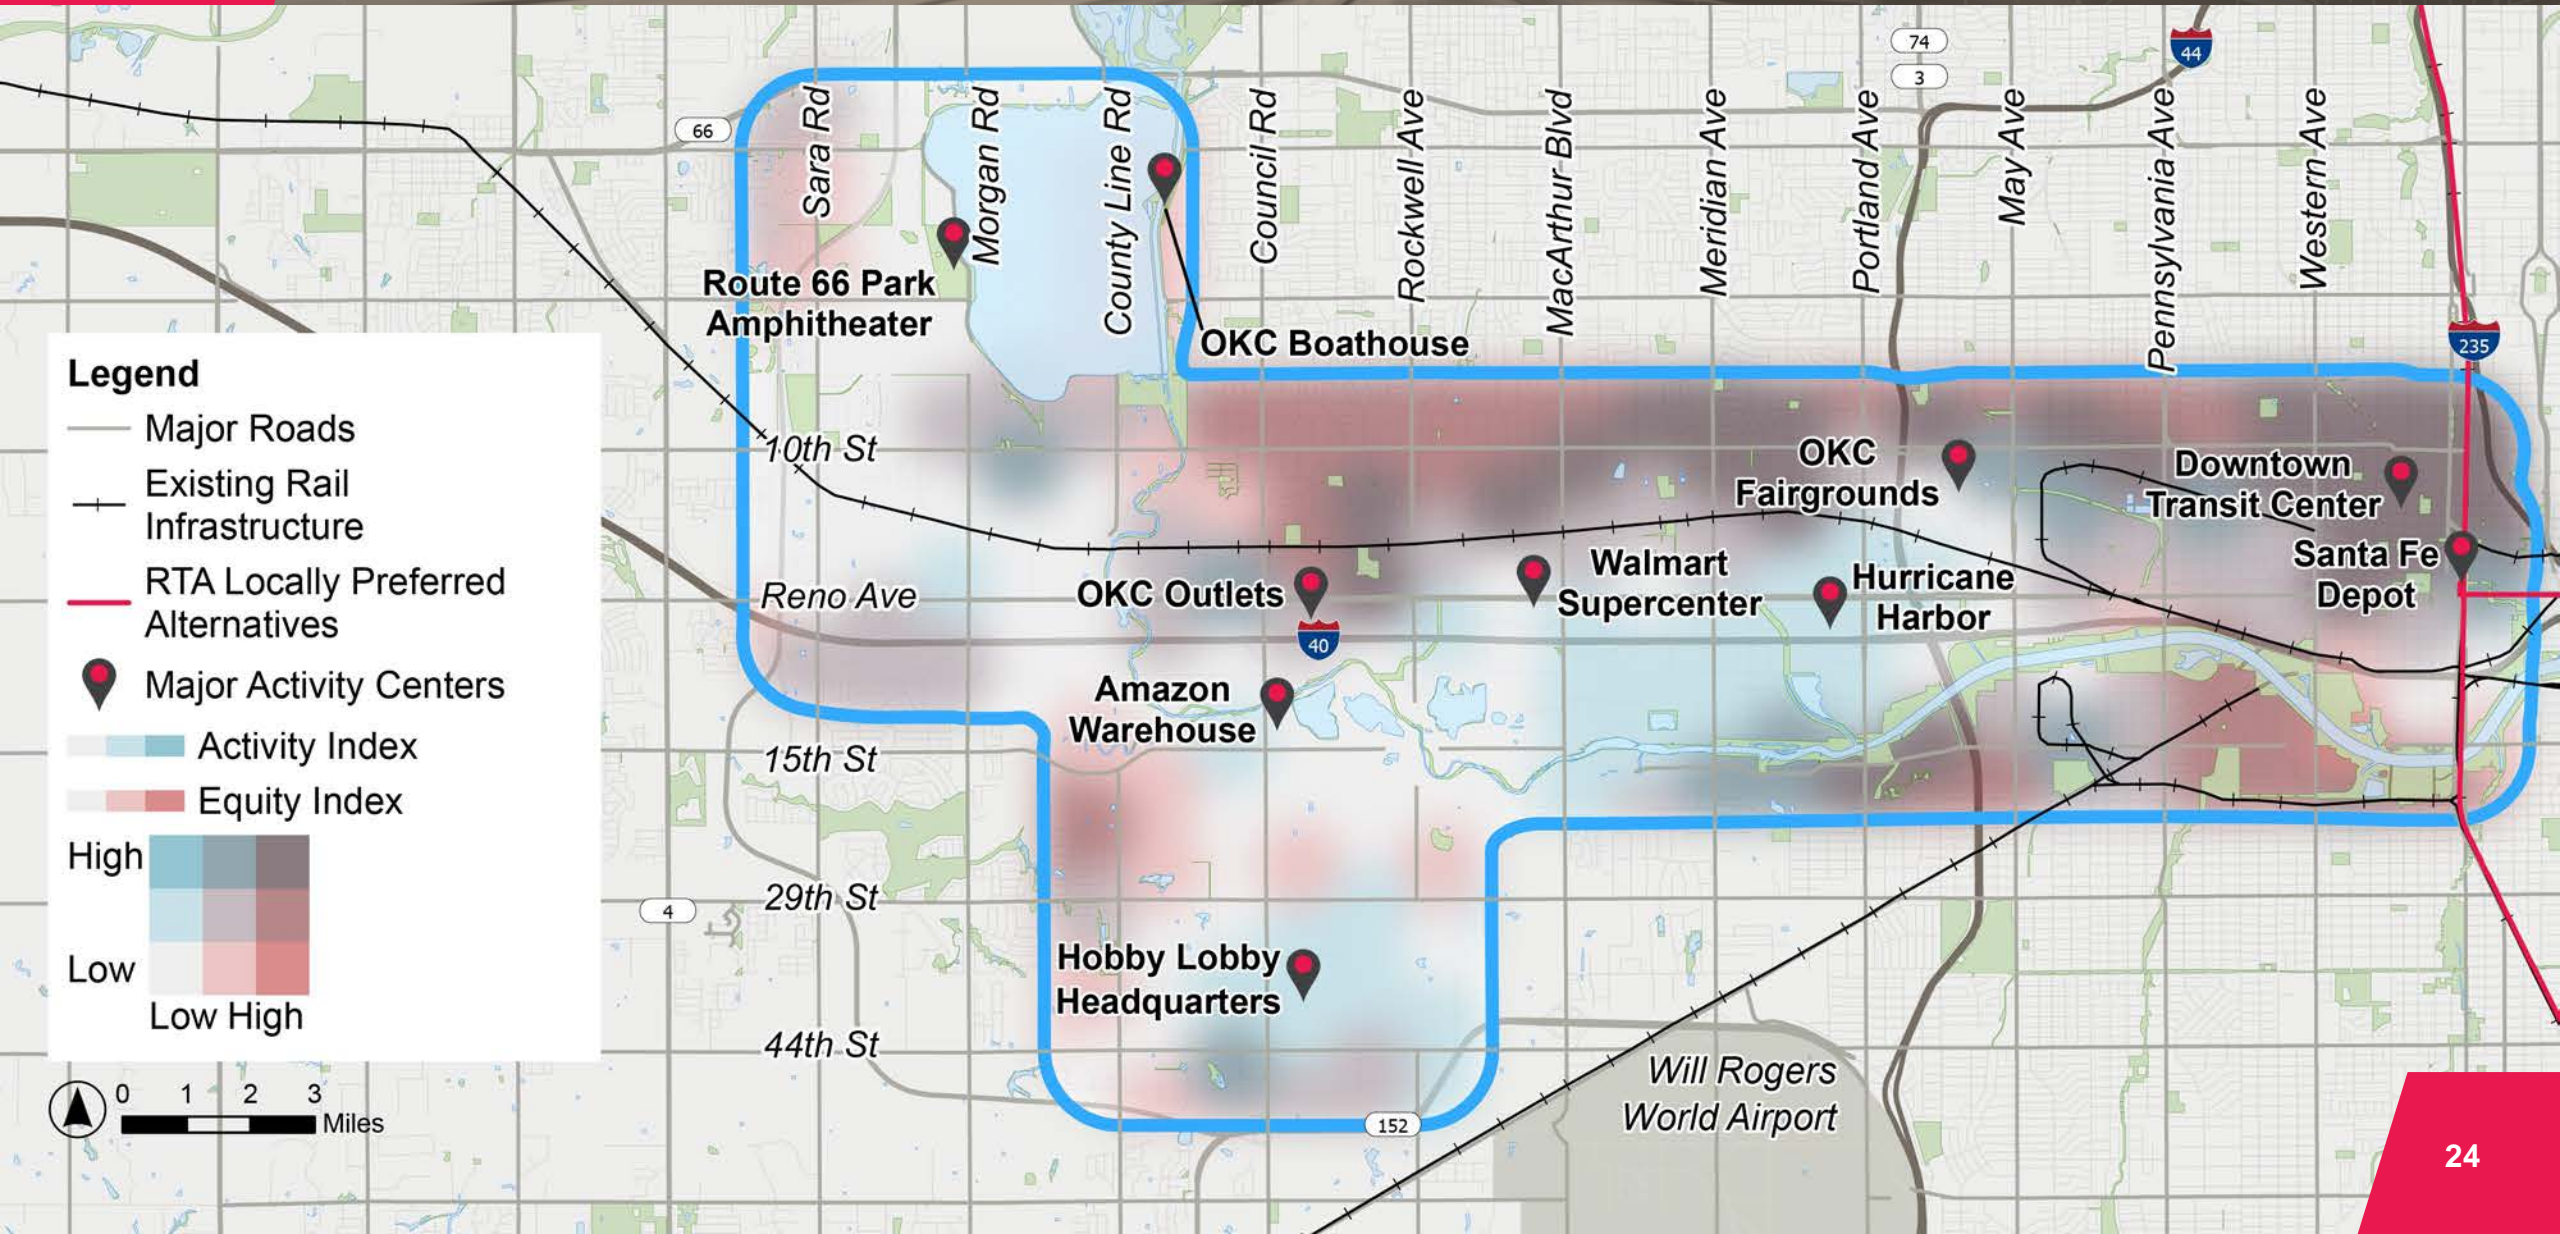 74
3
44
66
Sara Rd
Morgan Rd
County Line Rd
Council Rd
Rockwell Ave
MacArthur Blvd
Meridian Ave
Portland Ave
May Ave
Pennsylvania Ave
Western Ave
235
Route 66 Park
Amphitheater
OKC Boathouse
10th St
OKC
Fairgrounds
Downtown
Transit Center
Santa Fe
Depot
Reno Ave
OKC Outlets
40
Walmart
Supercenter
Hurricane
Harbor
Amazon
Warehouse
15th St
29th St
4
Hobby Lobby
Headquarters
44th St
152
Will Rogers
World Airport
Legend
Major Roads
Existing Rail
Infrastructure
RTA Locally Preferred
Alternatives
Major Activity Centers
Activity Index
Equity Index
High
Low
Low High
0 1 2 3
Miles
24